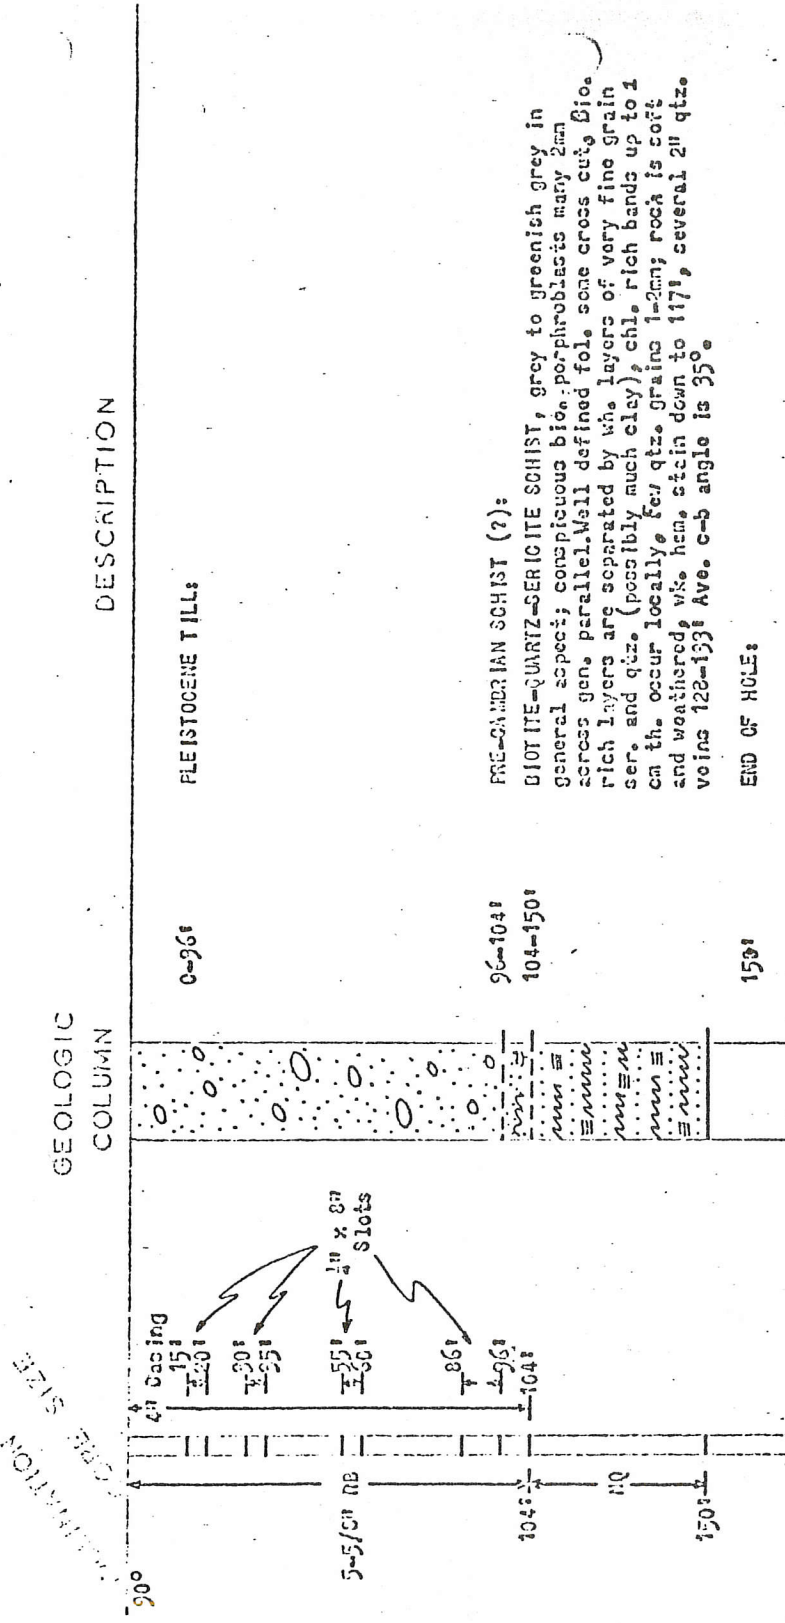 INCLINATION
CORE SIZE
GEOLOGIC
COLUMN
DESCRIPTION
-90°
4" Casing
15'
20'
30'
35'
55'
60'
86'
96'
104'
¼" x 8"
Slots
5-5/8" RB
104'
NQ
150'
0-96'
PLEISTOCENE TILL:
96-104'
PRE-CAMBRIAN SCHIST (?):
104-150'
BIOTITE-QUARTZ-SERICITE SCHIST, grey to greenish grey in
general aspect; conspicuous bio. porphroblasts many 2mm
across gen. parallel.Well defined fol. some cross cut. Bio.
rich layers are separated by wh. layers of very fine grain
ser. and qtz. (possibly much clay), chl. rich bands up to 1
cm th. occur locally. Few qtz. grains 1-2mm; rock is soft
and weathered, wk. hem. stain down to 117', several 2" qtz.
veins 128-133' Ave. c-b angle is 35°.
150'
END OF HOLE: